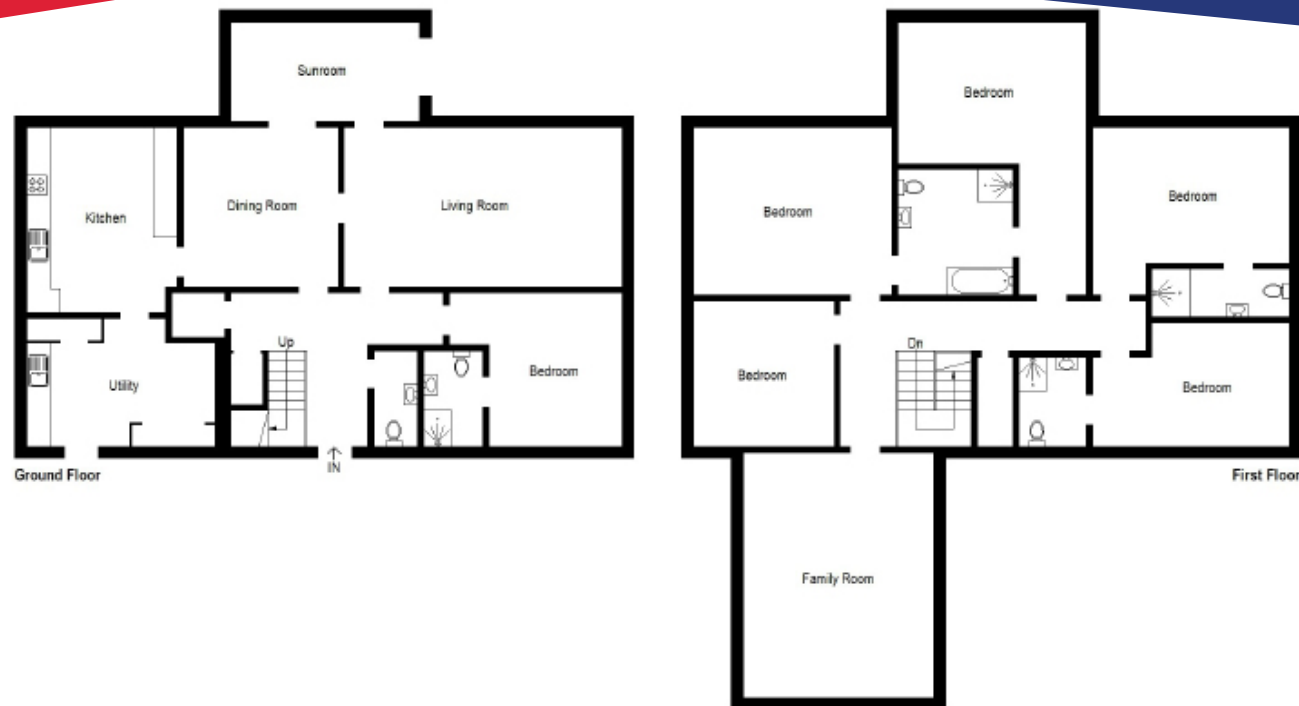 Sunroom
Kitchen
Dining Room
Living Room
Up
Utility
Bedroom
IN
Ground Floor
Bedroom
Bedroom
Bedroom
Bedroom
Dn
Bedroom
Family Room
First Floor